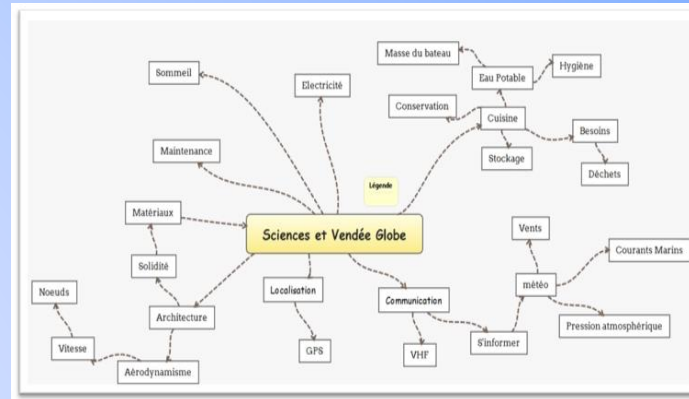 Masse du bateau
Hygiène
Sommeil
Eau Potable
Electricité
Conservation
Cuisine
Besoins
Maintenance
Stockage
Déchets
Légende
Matériaux
Vents
Sciences et Vendée Globe
Courants Marins
Solidité
Noeuds
Localisation
météo
Communication
Architecture
Pression atmosphérique
Vitesse
GPS
VHF
S'informer
Aérodynamisme